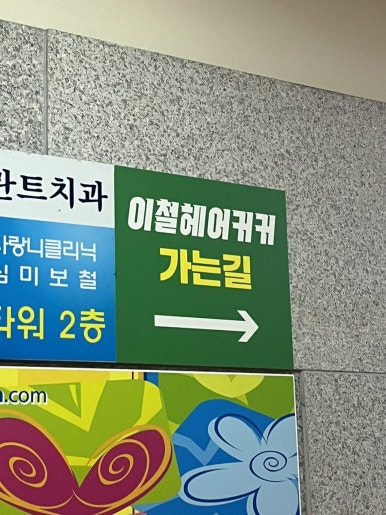 란트치과
사랑니클리닉
심미보철
타워 2층
이철헤어커커
가는길
.com